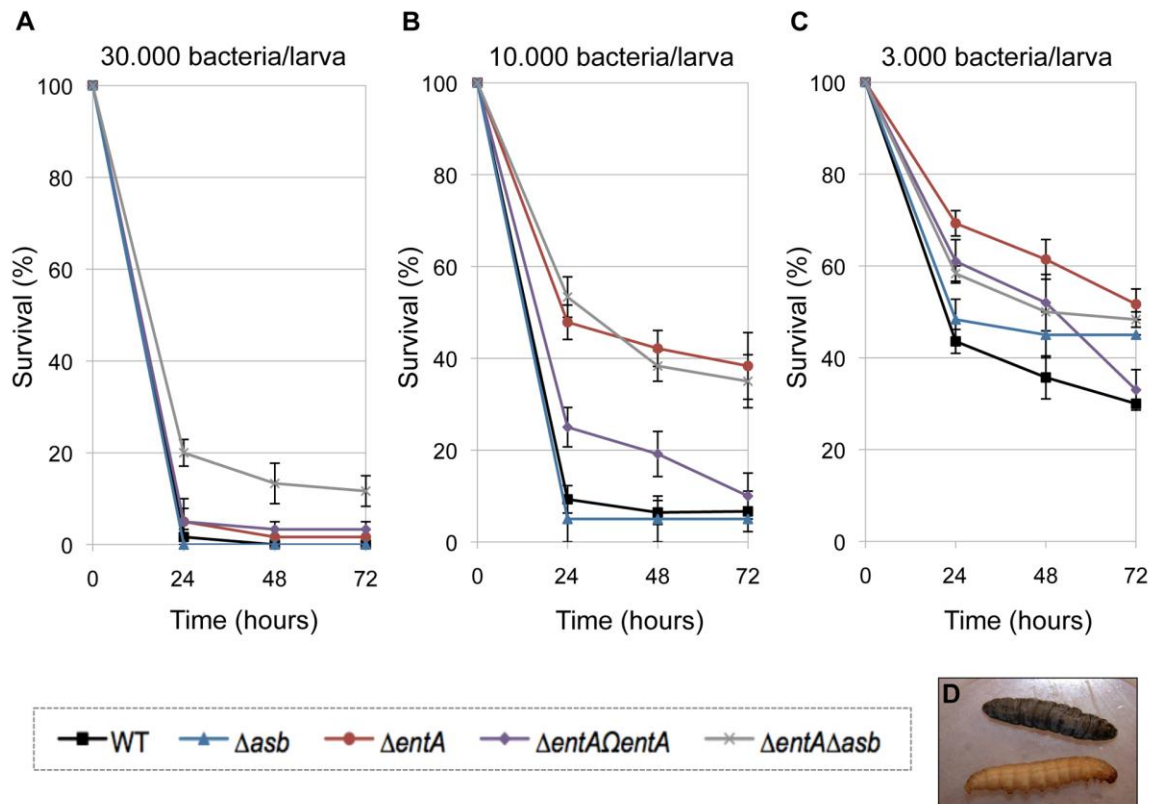 A
30.000 bacteria/larva
100
80
60
40
20
0
Survival (%)
0 24 48 72
Time (hours)
B
10.000 bacteria/larva
100
80
60
40
20
0
Survival (%)
0 24 48 72
Time (hours)
C
3.000 bacteria/larva
100
80
60
40
20
0
Survival (%)
0 24 48 72
Time (hours)
WT Δasb ΔentA ΔentAΩentA ΔentAΔasb
D